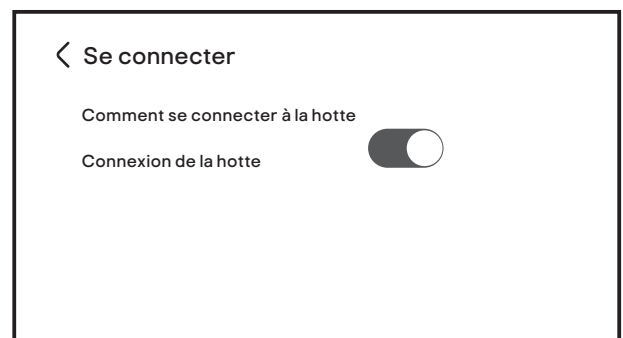 Se connecter
Comment se connecter à la hotte
Connexion de la hotte